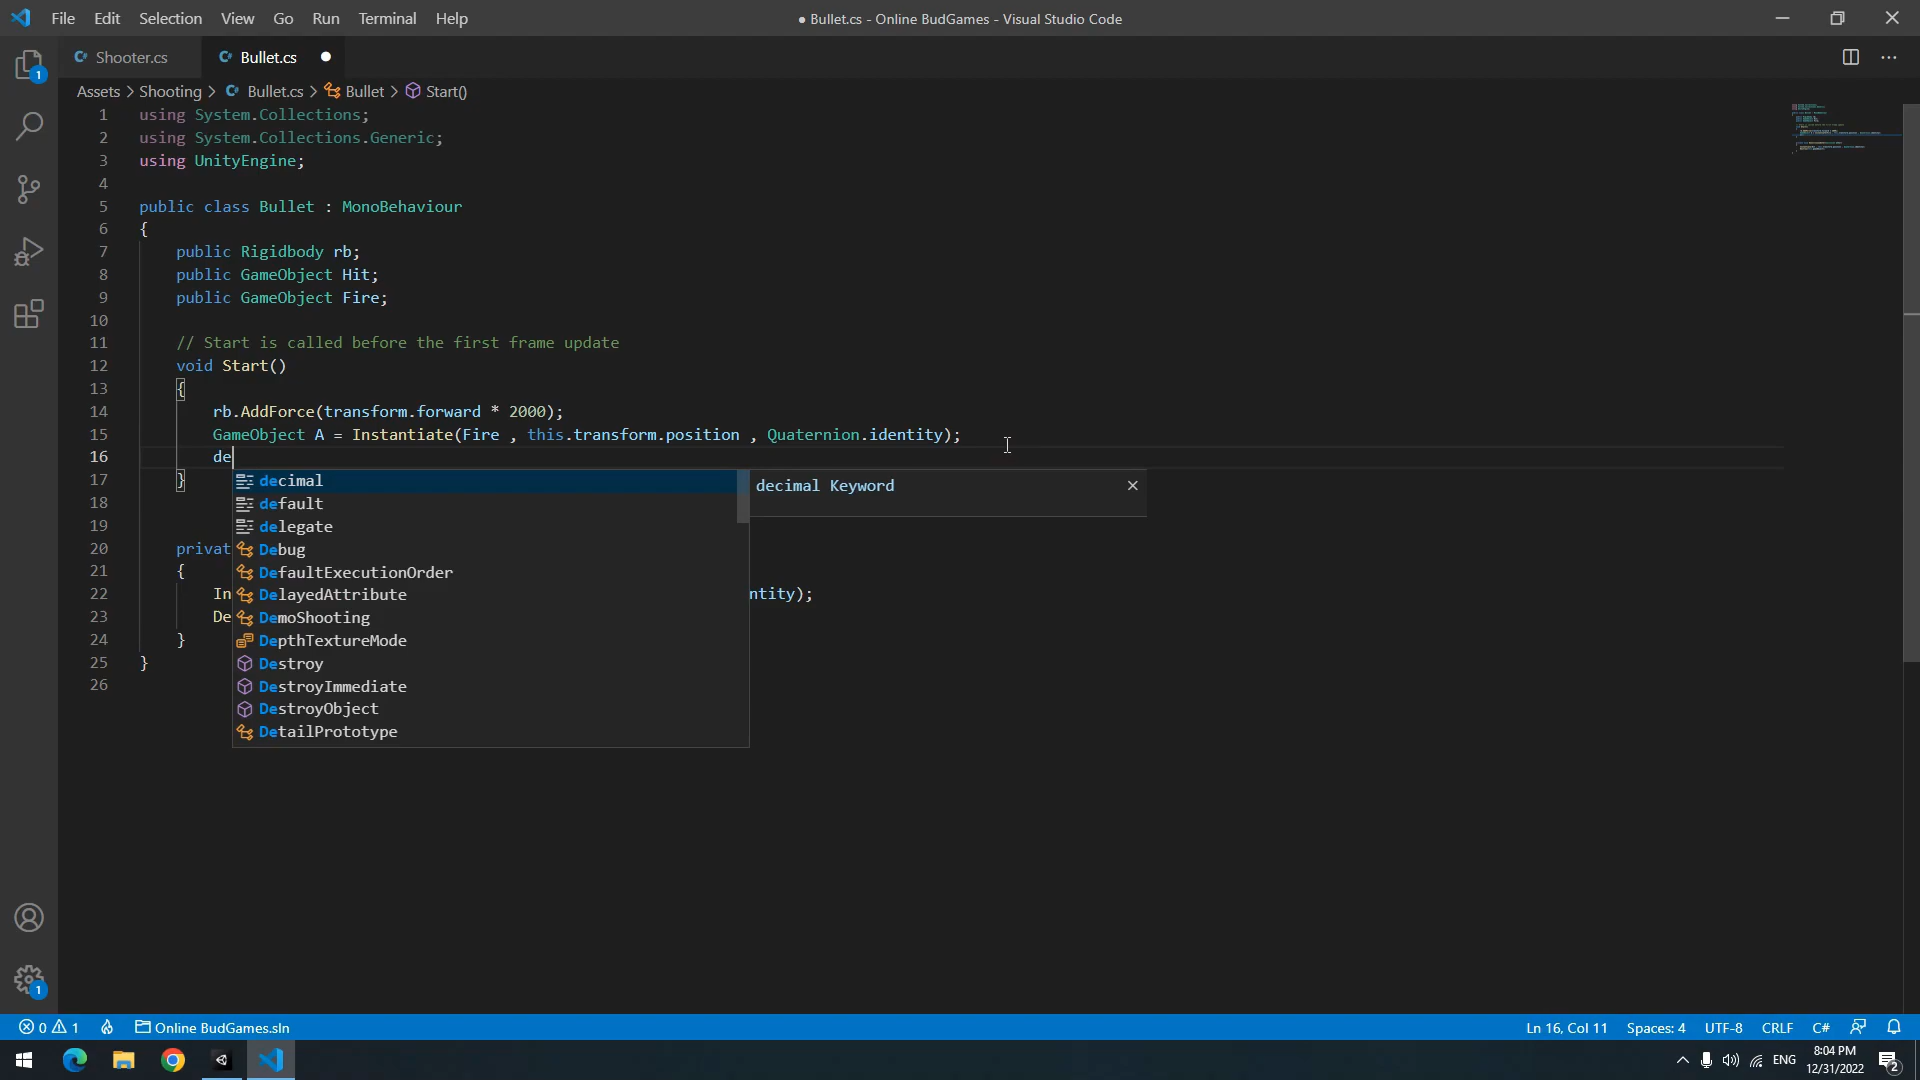 File Edit Selection View Go Run Terminal Help
● Bullet.cs - Online BudGames - Visual Studio Code
1
C# Shooter.cs
C# Bullet.cs ●
Assets > Shooting > C# Bullet.cs > Bullet > Start()
1 using System.Collections;
2 using System.Collections.Generic;
3 using UnityEngine;
4
5 public class Bullet : MonoBehaviour
6 {
7 public Rigidbody rb;
8 public GameObject Hit;
9 public GameObject Fire;
10
11 // Start is called before the first frame update
12 void Start()
13 {
14 rb.AddForce(transform.forward * 2000);
15 GameObject A = Instantiate(Fire , this.transform.position , Quaternion.identity);
16 de
17 }
18
19
20 privat
21 {
22 In ntity);
23 De
24 }
25 }
26
decimal
default
delegate
Debug
DefaultExecutionOrder
DelayedAttribute
DemoShooting
DepthTextureMode
Destroy
DestroyImmediate
DestroyObject
DetailPrototype
decimal Keyword
1
0 1 Online BudGames.sln Ln 16, Col 11 Spaces: 4 UTF-8 CRLF C#
ENG 8:04 PM
12/31/2022
2